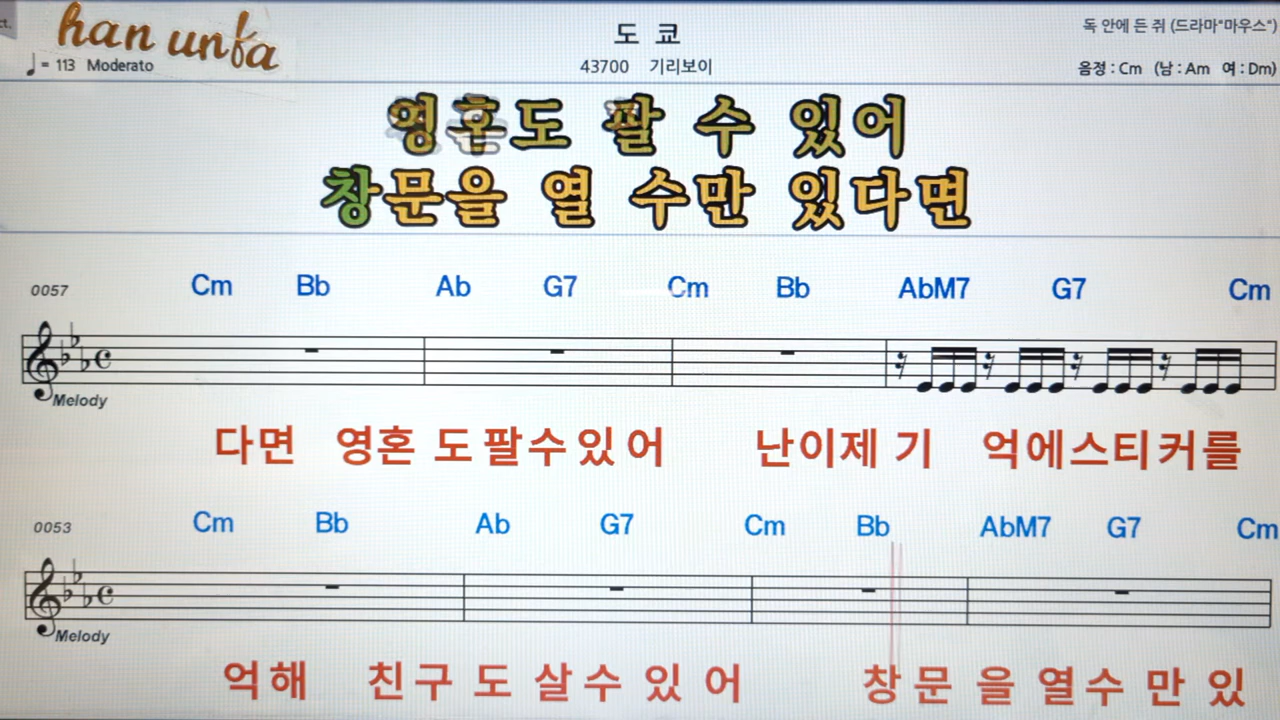 ct.
han unfa
도 쿄
독 안에 든 쥐 (드라마"마우스")
♩= 113 Moderato
43700 기리보이
음정 : Cm (남 : Am 여 : Dm)
영혼도 팔 수 있어
창문을 열 수만 있다면
0057 Cm Bb Ab G7 Cm Bb AbM7 G7 Cm
Melody
다면 영혼 도 팔수 있 어 난이제 기 억에스티커를
0053 Cm Bb Ab G7 Cm Bb AbM7 G7 Cm
Melody
억해 친구 도 살수 있 어 창 문 을 열수 만 있